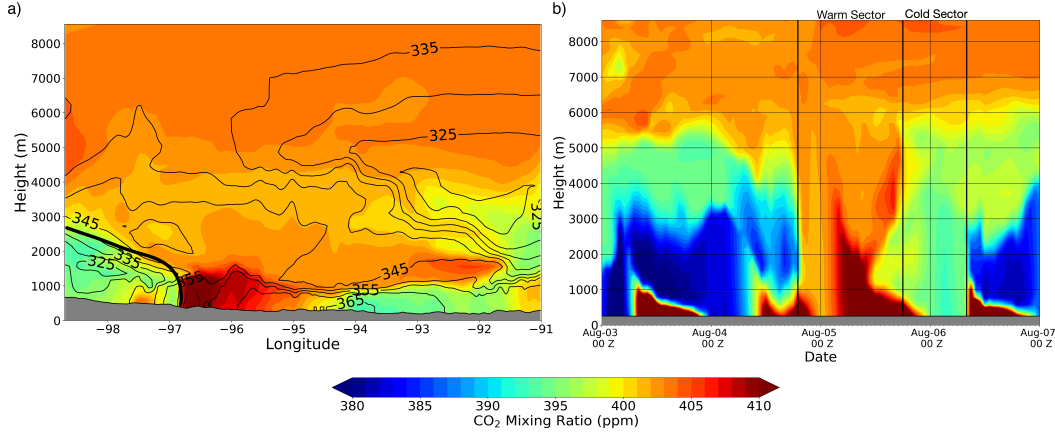 a)
b)
Warm Sector
Cold Sector
8000
7000
6000
5000
4000
3000
2000
1000
0
Height (m)
335
325
345
325
335
325
355
345
355
365
−98
−97
−96
−95
−94
−93
−92
−91
Longitude
8000
7000
6000
5000
4000
3000
2000
1000
0
Height (m)
Aug-03
00 Z
Aug-04
00 Z
Aug-05
00 Z
Aug-06
00 Z
Aug-07
00 Z
Date
380
385
390
395
400
405
410
CO₂ Mixing Ratio (ppm)